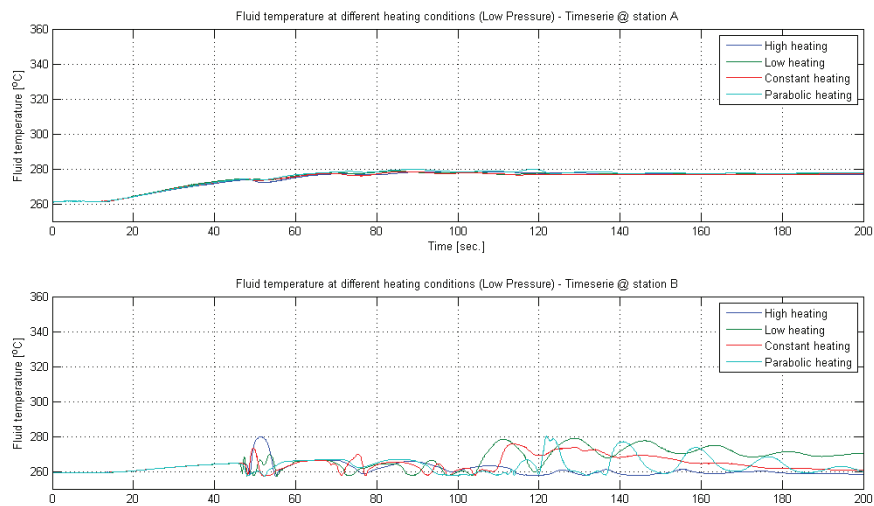 Fluid temperature at different heating conditions (Low Pressure) - Timeserie @ station A
Fluid temperature [ºC]
360
340
320
300
280
260
0 20 40 60 80 100 120 140 160 180 200
Time [sec.]
High heating
Low heating
Constant heating
Parabolic heating
Fluid temperature at different heating conditions (Low Pressure) - Timeserie @ station B
Fluid temperature [ºC]
360
340
320
300
280
260
0 20 40 60 80 100 120 140 160 180 200
High heating
Low heating
Constant heating
Parabolic heating